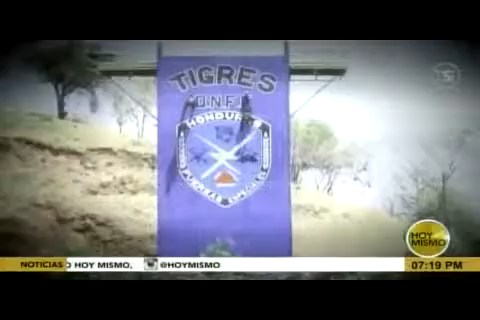 TIGRES
D.N.F.E
HONDURAS
HOY
MISMO
NOTICIAS O HOY MISMO, @HOYMISMO 07:19 PM